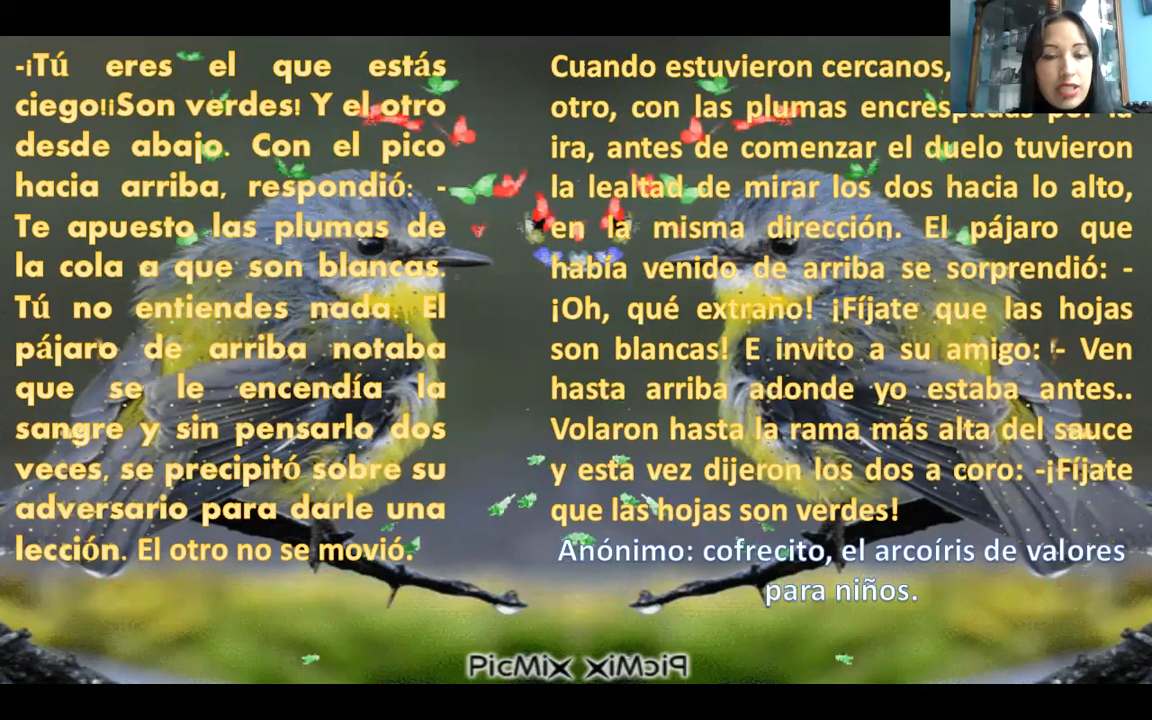 -¡Tú eres el que estás
ciego!¡Son verdes! Y el otro
desde abajo. Con el pico
hacia arriba, respondió: -
Te apuesto las plumas de
la cola a que son blancas.
Tú no entiendes nada. El
pájaro de arriba notaba
que se le encendía la
sangre y sin pensarlo dos
veces, se precipitó sobre su
adversario para darle una
lección. El otro no se movió.
Cuando estuvieron cercanos,
otro, con las plumas encrespadas por la
ira, antes de comenzar el duelo tuvieron
la lealtad de mirar los dos hacia lo alto,
en la misma dirección. El pájaro que
había venido de arriba se sorprendió: -
¡Oh, qué extraño! ¡Fíjate que las hojas
son blancas! E invito a su amigo: - Ven
hasta arriba adonde yo estaba antes..
Volaron hasta la rama más alta del sauce
y esta vez dijeron los dos a coro: -¡Fíjate
que las hojas son verdes!
Anónimo: cofrecito, el arcoíris de valores
para niños.
PicMix PicMix